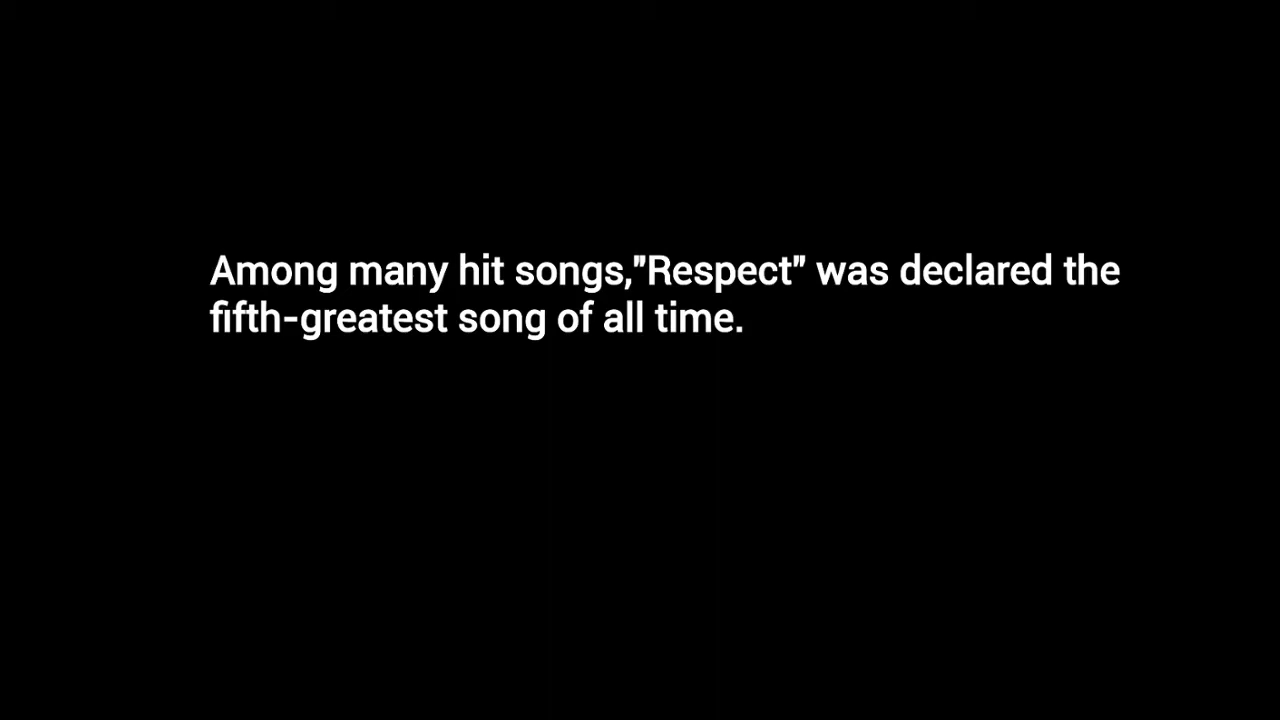 Among many hit songs,"Respect" was declared the
fifth-greatest song of all time.